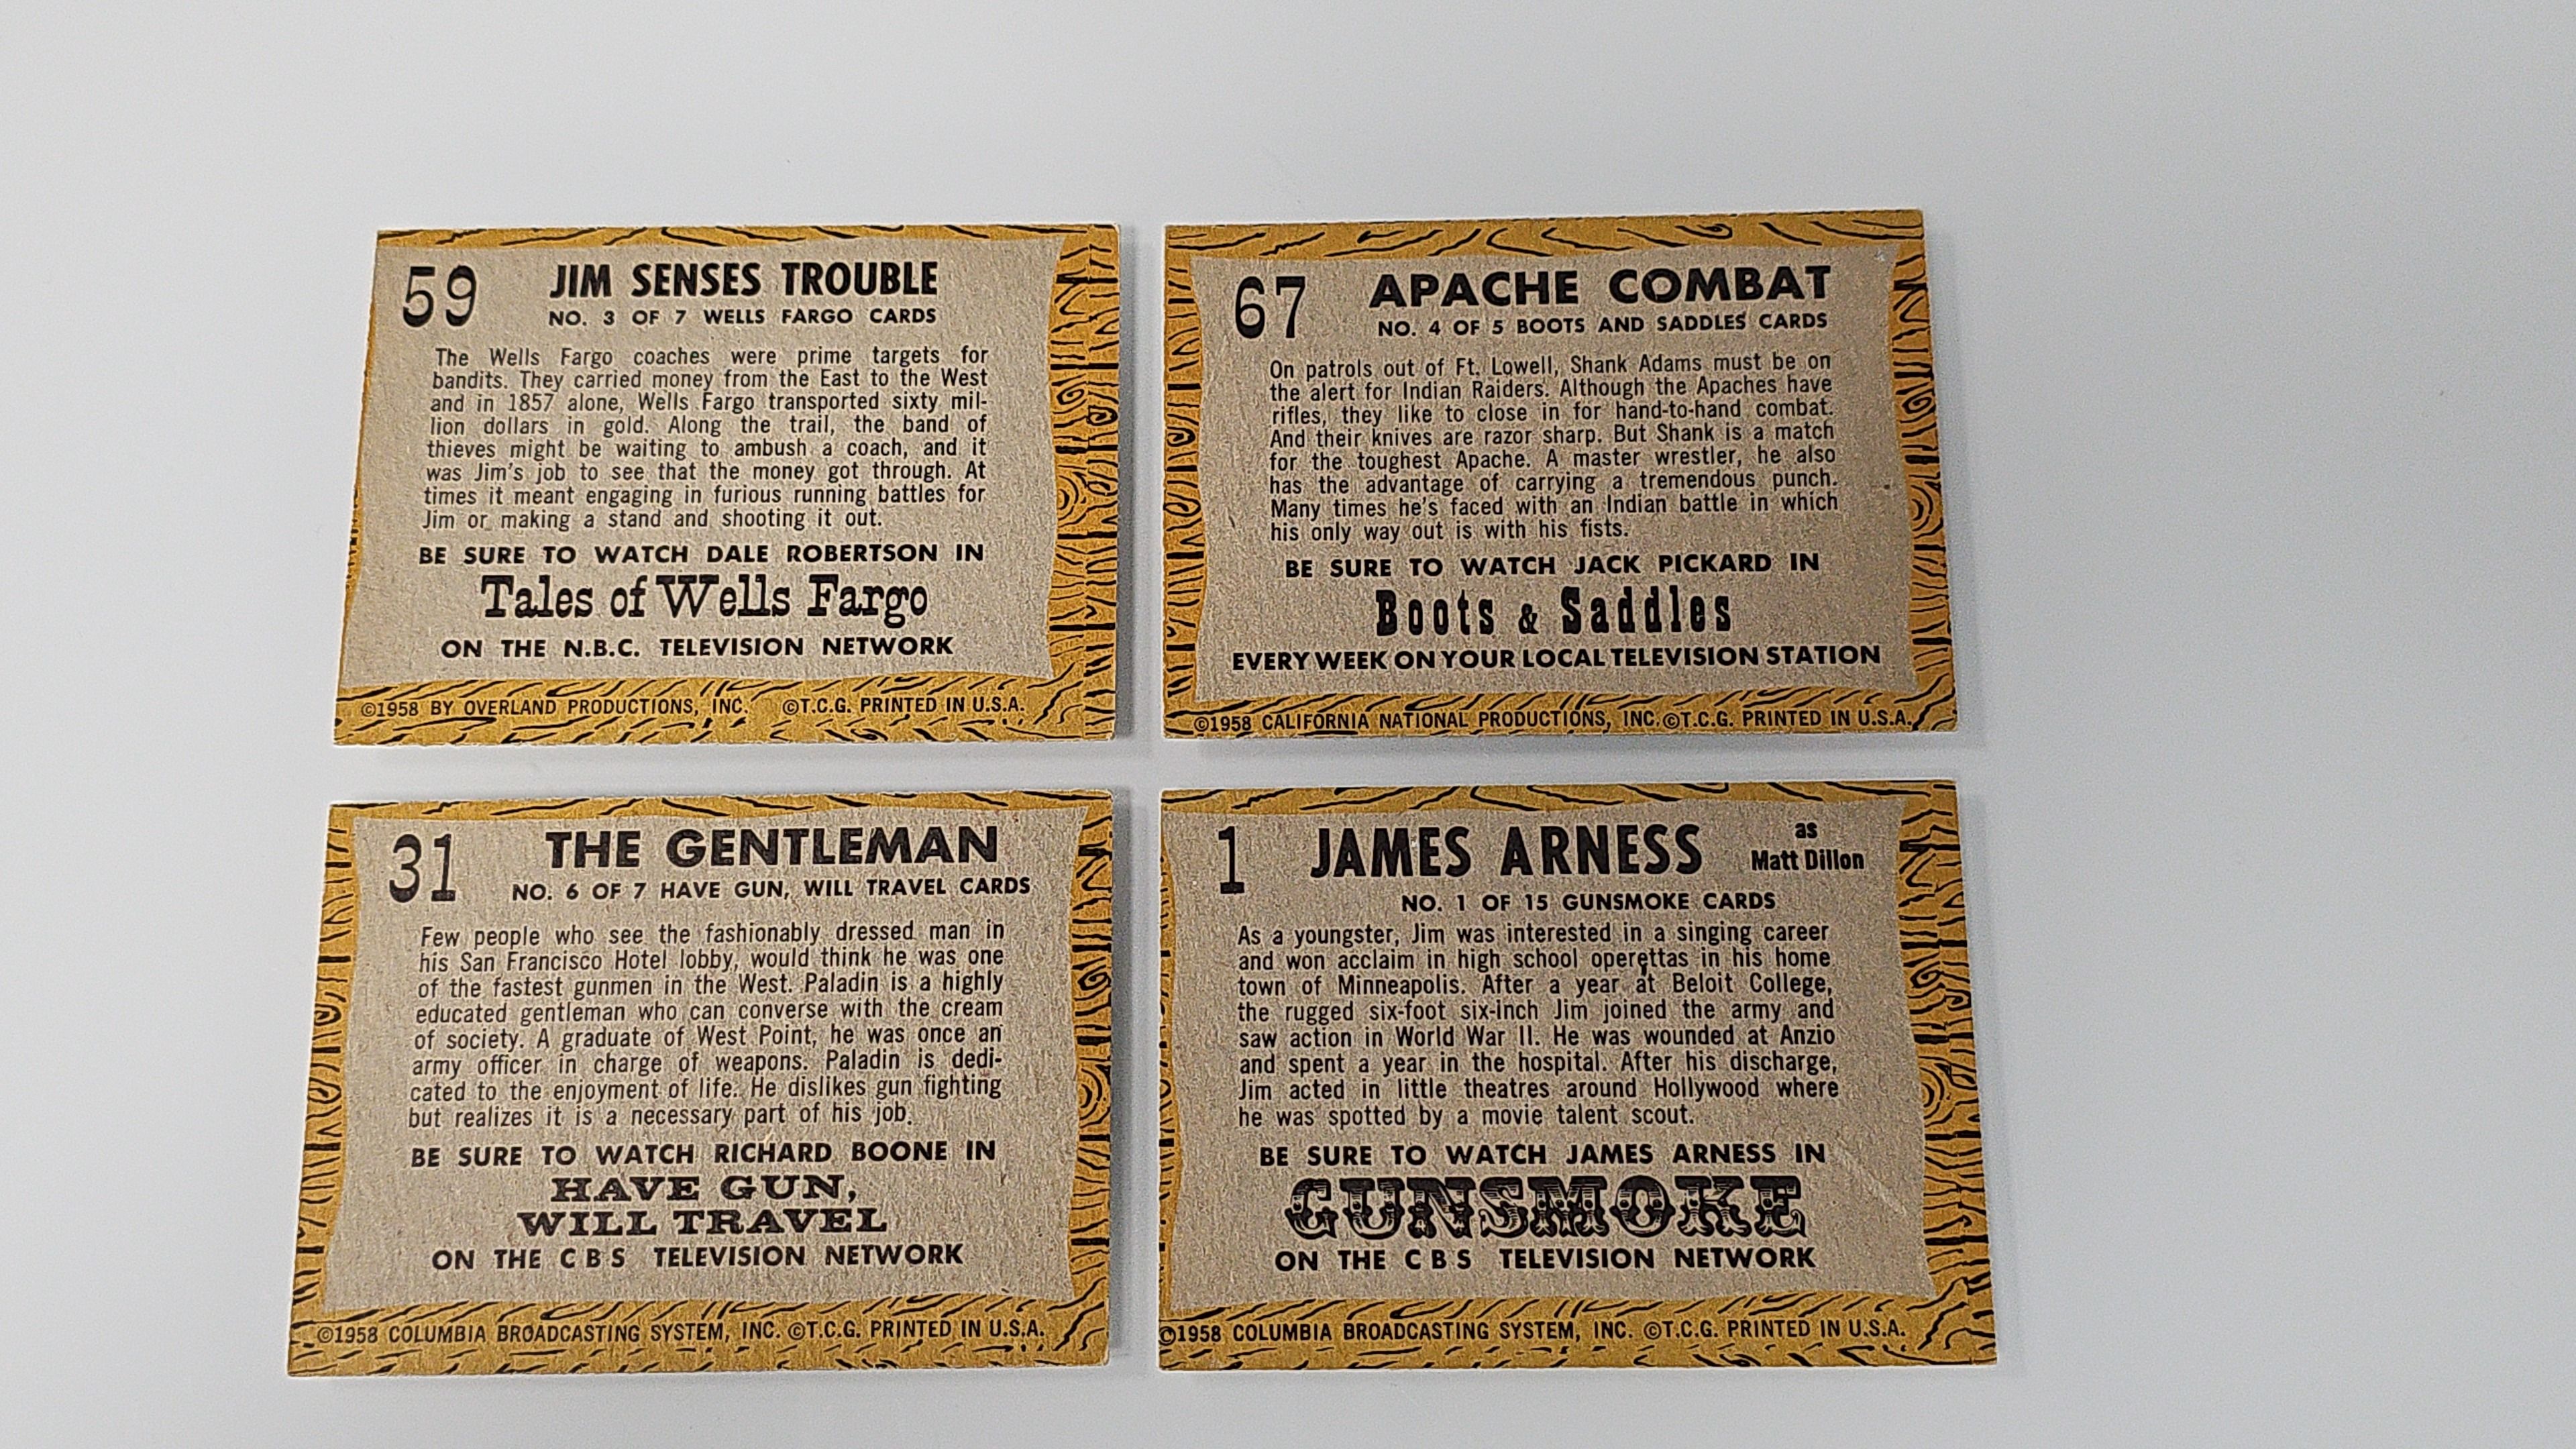 59
JIM SENSES TROUBLE
NO. 3 OF 7 WELLS FARGO CARDS
The Wells Fargo coaches were prime targets for
bandits. They carried money from the East to the West
and in 1857 alone, Wells Fargo transported sixty mil-
lion dollars in gold. Along the trail, the band of
thieves might be waiting to ambush a coach, and it
was Jim's job to see that the money got through. At
times it meant engaging in furious running battles for
Jim or making a stand and shooting it out.
BE SURE TO WATCH DALE ROBERTSON IN
Tales of Wells Fargo
ON THE N.B.C. TELEVISION NETWORK
©1958 BY OVERLAND PRODUCTIONS, INC. ©T.C.G. PRINTED IN U.S.A.
67
APACHE COMBAT
NO. 4 OF 5 BOOTS AND SADDLES CARDS
On patrols out of Ft. Lowell, Shank Adams must be on
the alert for Indian Raiders. Although the Apaches have
rifles, they like to close in for hand-to-hand combat.
And their knives are razor sharp. But Shank is a match
for the toughest Apache. A master wrestler, he also
has the advantage of carrying a tremendous punch.
Many times he's faced with an Indian battle in which
his only way out is with his fists.
BE SURE TO WATCH JACK PICKARD IN
Boots & Saddles
EVERY WEEK ON YOUR LOCAL TELEVISION STATION
©1958 CALIFORNIA NATIONAL PRODUCTIONS, INC. ©T.C.G. PRINTED IN U.S.A.
31
THE GENTLEMAN
NO. 6 OF 7 HAVE GUN, WILL TRAVEL CARDS
Few people who see the fashionably dressed man in
his San Francisco Hotel lobby, would think he was one
of the fastest gunmen in the West. Paladin is a highly
educated gentleman who can converse with the cream
of society. A graduate of West Point, he was once an
army officer in charge of weapons. Paladin is dedi-
cated to the enjoyment of life. He dislikes gun fighting
but realizes it is a necessary part of his job.
BE SURE TO WATCH RICHARD BOONE IN
HAVE GUN,
WILL TRAVEL
ON THE CBS TELEVISION NETWORK
©1958 COLUMBIA BROADCASTING SYSTEM, INC. ©T.C.G. PRINTED IN U.S.A.
1
JAMES ARNESS as
Matt Dillon
NO. 1 OF 15 GUNSMOKE CARDS
As a youngster, Jim was interested in a singing career
and won acclaim in high school operettas in his home
town of Minneapolis. After a year at Beloit College,
the rugged six-foot six-inch Jim joined the army and
saw action in World War II. He was wounded at Anzio
and spent a year in the hospital. After his discharge,
Jim acted in little theatres around Hollywood where
he was spotted by a movie talent scout.
BE SURE TO WATCH JAMES ARNESS IN
GUNSMOKE
ON THE CBS TELEVISION NETWORK
©1958 COLUMBIA BROADCASTING SYSTEM, INC. ©T.C.G. PRINTED IN U.S.A.